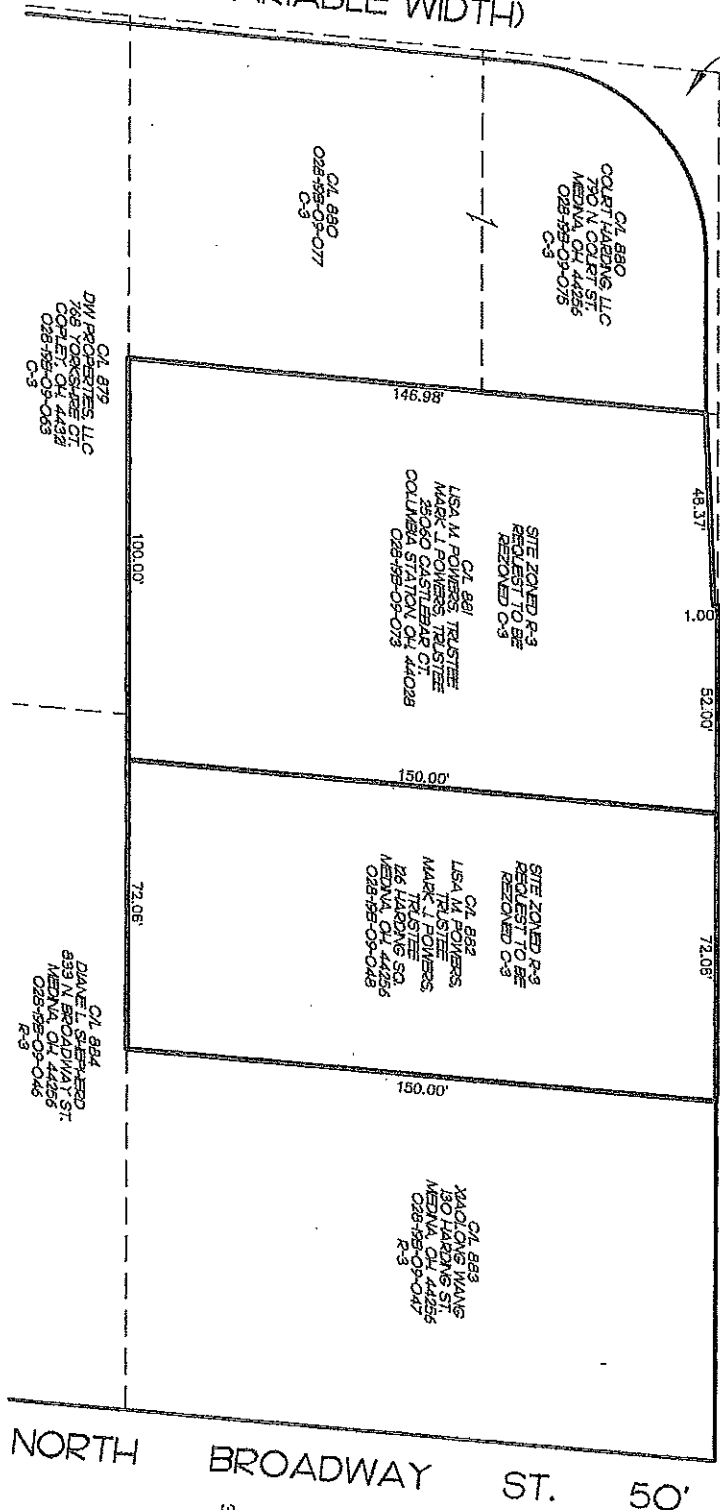 ARIABLE WIDTH)
C/L 880
COURT HARDING LLC
790 N. COURT ST.
MEDINA, OH. 44256
028-19B-09-076
C-3
C/L 880
028-19B-09-077
C-3
C/L 879
DW PROPERTIES, LLC
768 YORKSHIRE CT.
COPLEY, OH. 44321
028-19B-09-063
C-3
146.98'
48.37'
1.00'
52.00'
SITE ZONED R-3
REQUEST TO BE
REZONED C-3
C/L 881
LISA M. POWERS, TRUSTEE
MARK J. POWERS, TRUSTEE
25060 CASTLEBAR CT.
COLUMBIA STATION, OH. 44028
028-19B-09-073
100.00'
150.00'
72.06'
SITE ZONED R-3
REQUEST TO BE
REZONED C-3
C/L 882
LISA M. POWERS,
TRUSTEE
MARK J. POWERS,
TRUSTEE
126 HARDING SQ.
MEDINA, OH. 44256
028-19B-09-048
72.06'
C/L 884
DIANE L. SHEPHERD
833 N. BROADWAY ST.
MEDINA, OH. 44256
028-19B-09-046
R-3
150.00'
C/L 883
XIAOLONG WANG
130 HARDING ST.
MEDINA, OH. 44256
028-19B-09-047
R-3
NORTH BROADWAY ST. 50'